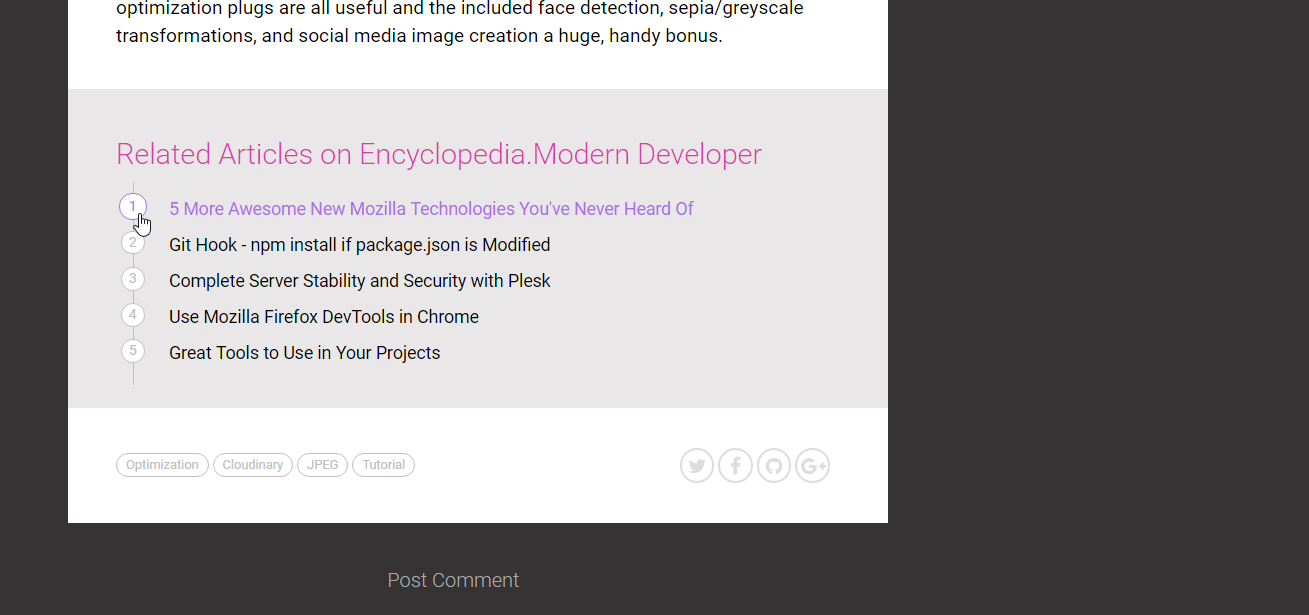 optimization plugs are all useful and the included face detection, sepia/greyscale
transformations, and social media image creation a huge, handy bonus.
Related Articles on Encyclopedia.Modern Developer
1 5 More Awesome New Mozilla Technologies You've Never Heard Of
2 Git Hook - npm install if package.json is Modified
3 Complete Server Stability and Security with Plesk
4 Use Mozilla Firefox DevTools in Chrome
5 Great Tools to Use in Your Projects
Optimization Cloudinary JPEG Tutorial
Post Comment